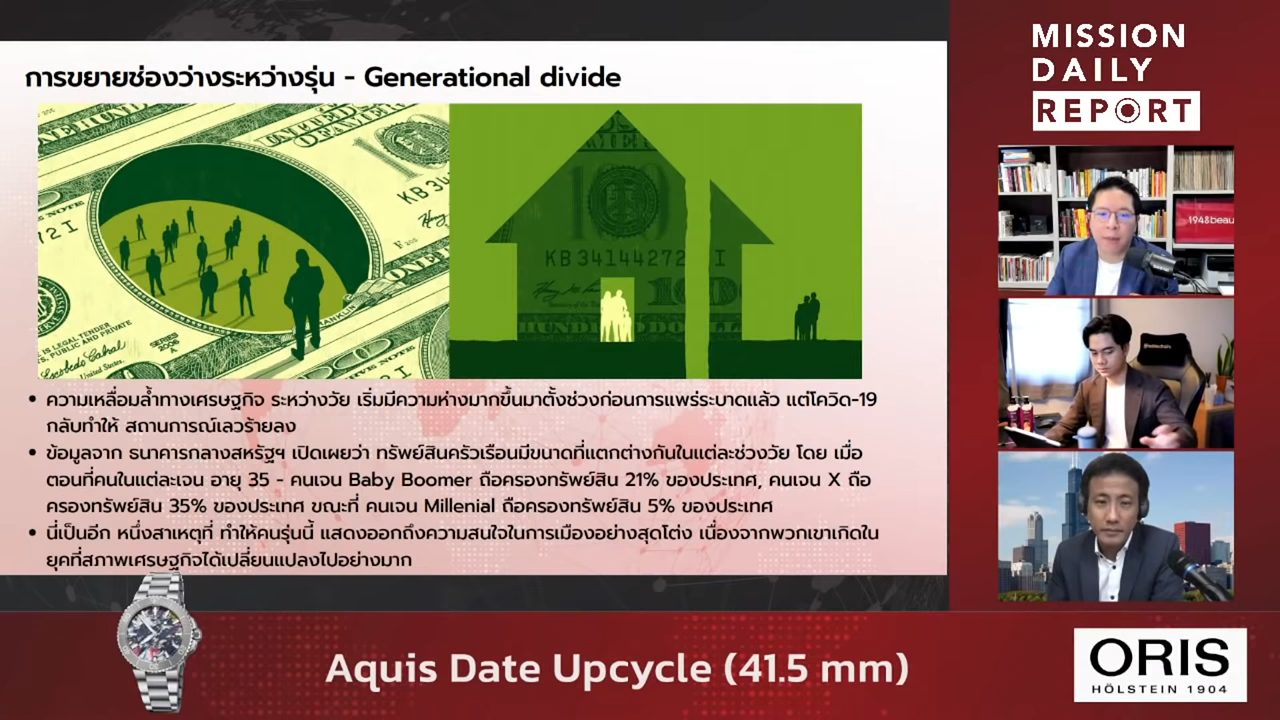 การขยายช่องว่างระหว่างรุ่น - Generational divide
MISSION
DAILY
REPORT
ONE HUND
UNITED ST
OF AMERICA
KB 34
KB 34144272 I
72 I
100
100
IS LEGAL TENDER
S, PUBLIC AND PRIVATE
SERIES
2006
A
ONE
• ความเหลื่อมล้ำทางเศรษฐกิจ ระหว่างวัย เริ่มมีความห่างมากขึ้นมาตั้งช่วงก่อนการแพร่ระบาดแล้ว แต่โควิด-19
กลับทำให้ สถานการณ์เลวร้ายลง
• ข้อมูลจาก ธนาคารกลางสหรัฐฯ เปิดเผยว่า ทรัพย์สินครัวเรือนมีขนาดที่แตกต่างกันในแต่ละช่วงวัย โดย เมื่อ
ตอนที่คนในแต่ละเจน อายุ 35 - คนเจน Baby Boomer ถือครองทรัพย์สิน 21% ของประเทศ, คนเจน X ถือ
ครองทรัพย์สิน 35% ของประเทศ ขณะที่ คนเจน Millenial ถือครองทรัพย์สิน 5% ของประเทศ
• นี่เป็นอีก หนึ่งสาเหตุที่ ทำให้คนรุ่นนี้ แสดงออกถึงความสนใจในการเมืองอย่างสุดโต่ง เนื่องจากพวกเขาเกิดใน
ยุคที่สภาพเศรษฐกิจได้เปลี่ยนแปลงไปอย่างมาก
Aquis Date Upcycle (41.5 mm)
ORIS
HÖLSTEIN 1904